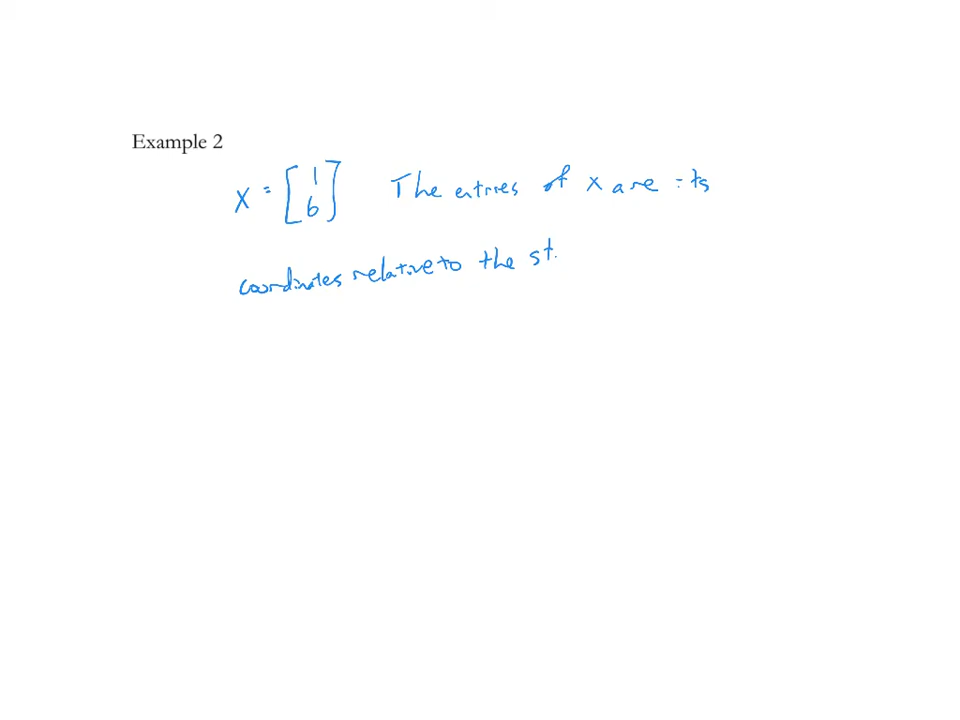 Example 2
X = [1 6] The entries of x are its
coordinates relative to the st